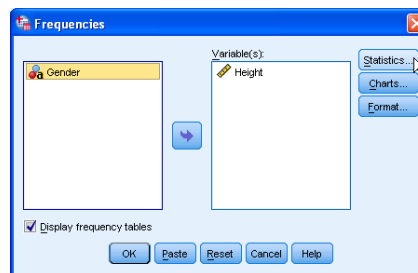 Frequencies
Variable(s):
Gender
Height
Statistics...
Charts...
Format...
Display frequency tables
OK Paste Reset Cancel Help